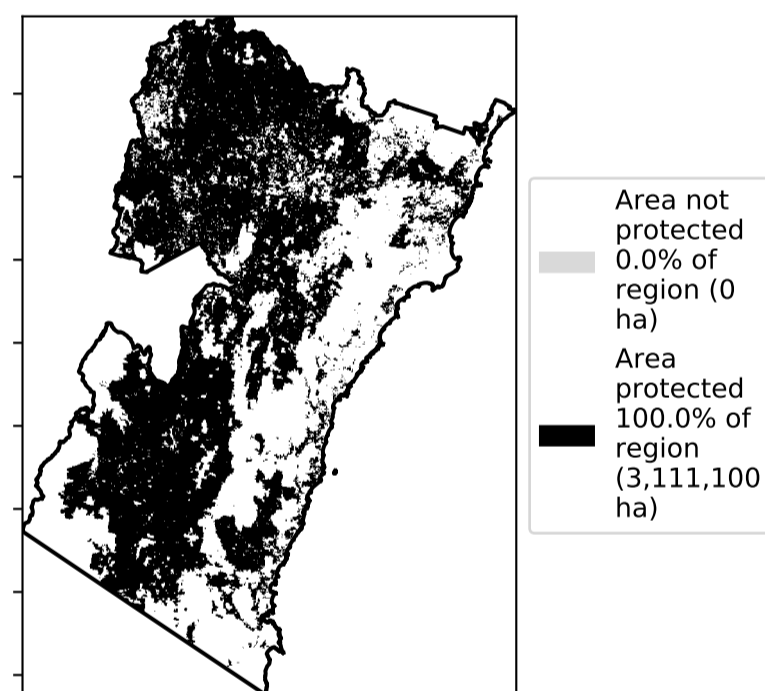 Area not
protected
0.0% of
region (0
ha)
Area
protected
100.0% of
region
(3,111,100
ha)